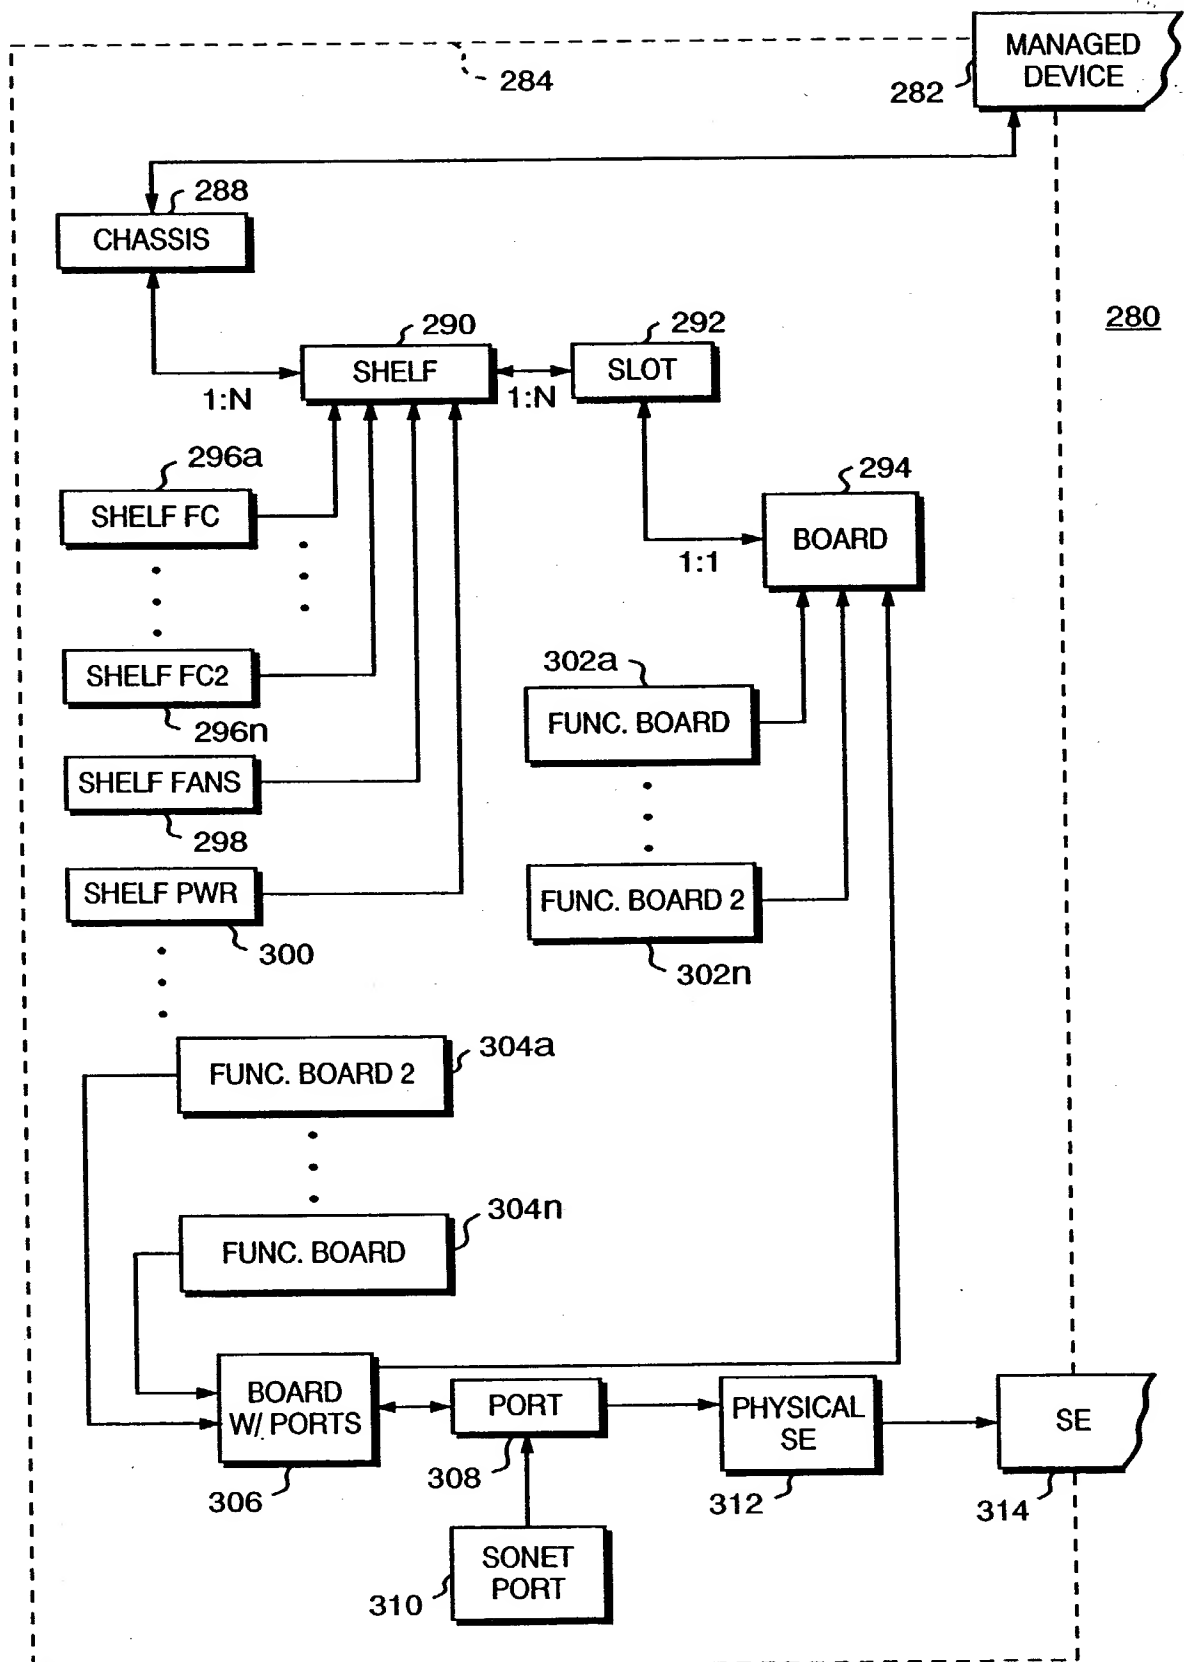 MANAGED
DEVICE
284
282
288
CHASSIS
280
290
292
SHELF
SLOT
1:N
1:N
296a
294
SHELF FC
BOARD
1:1
302a
SHELF FC2
FUNC. BOARD
296n
SHELF FANS
298
SHELF PWR
FUNC. BOARD 2
300
302n
304a
FUNC. BOARD 2
304n
FUNC. BOARD
BOARD
W/ PORTS
PORT
PHYSICAL
SE
SE
308
306
312
314
SONET
PORT
310